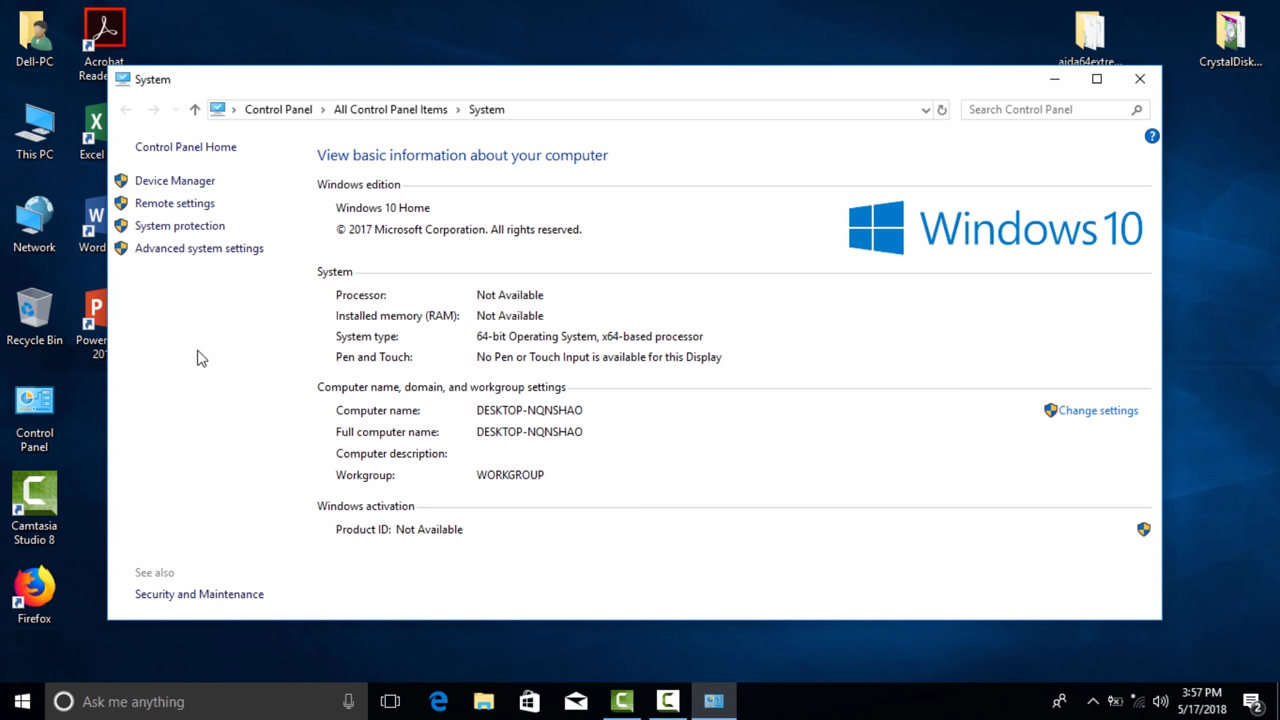 Dell-PC
Acrobat
Reade
aida64extre...
CrystalDisk...
System
Control Panel
All Control Panel Items
System
Search Control Panel
This PC
Excel
Control Panel Home
View basic information about your computer
Device Manager
Windows edition
Remote settings
Windows 10 Home
System protection
© 2017 Microsoft Corporation. All rights reserved.
Windows 10
Network
Word
Advanced system settings
System
Processor: Not Available
Installed memory (RAM): Not Available
Recycle Bin
Power
20
System type: 64-bit Operating System, x64-based processor
Pen and Touch: No Pen or Touch Input is available for this Display
Computer name, domain, and workgroup settings
Computer name: DESKTOP-NQNSHAO
Change settings
Control
Panel
Full computer name: DESKTOP-NQNSHAO
Computer description:
Workgroup: WORKGROUP
Windows activation
Camtasia
Studio 8
Product ID: Not Available
See also
Security and Maintenance
Firefox
Ask me anything
3:57 PM
5/17/2018
2